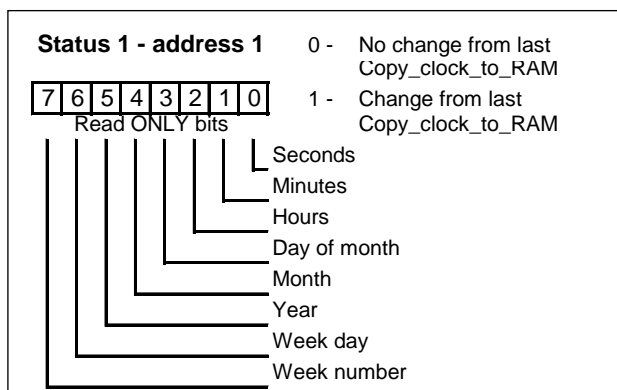 Status 1 - address 1
0 - No change from last
Copy_clock_to_RAM
7 6 5 4 3 2 1 0
1 - Change from last
Copy_clock_to_RAM
Read ONLY bits
Seconds
Minutes
Hours
Day of month
Month
Year
Week day
Week number